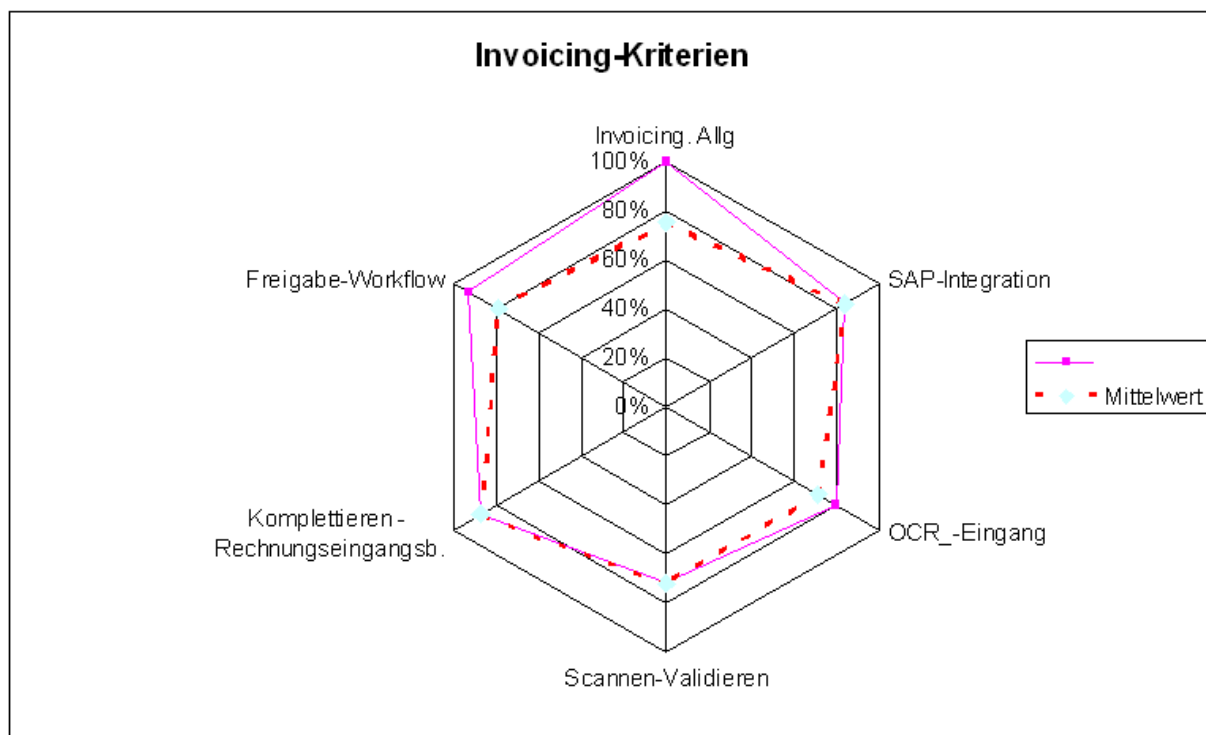 Invoicing-Kriterien
Invoicing. Allg
100%
80%
60%
40%
20%
0%
SAP-Integration
OCR_-Eingang
Scannen-Validieren
Komplettieren -
Rechnungseingangsb.
Freigabe-Workflow
Mittelwert